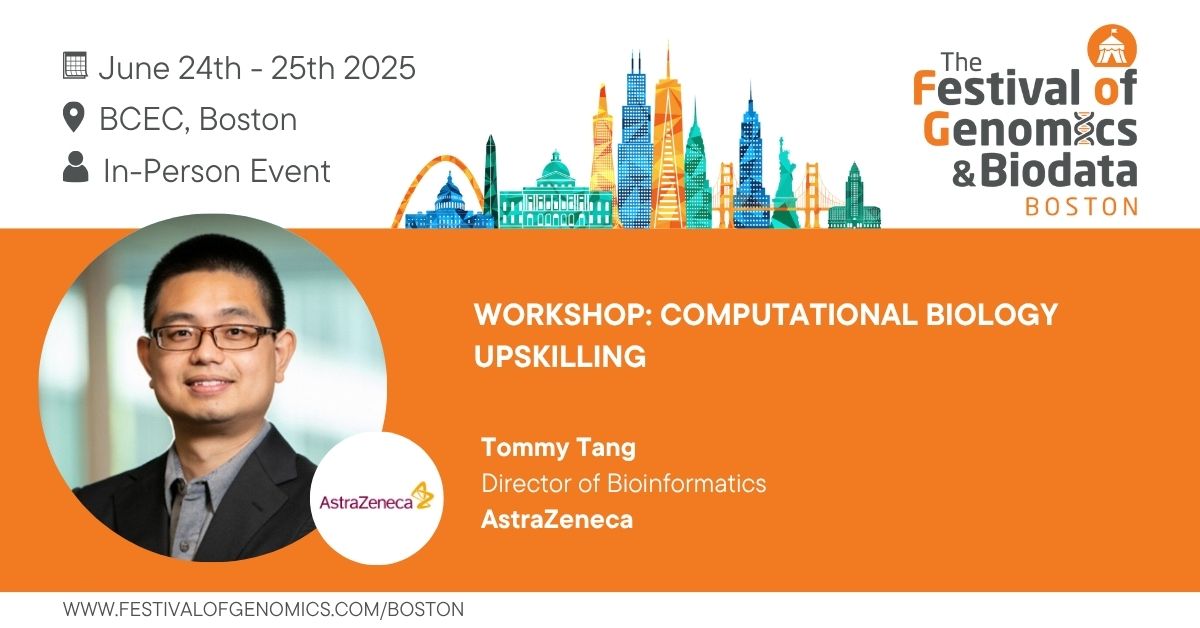 June 24th - 25th 2025
BCEC, Boston
In-Person Event
The
Festival of
Genomics
& Biodata
BOSTON
WORKSHOP: COMPUTATIONAL BIOLOGY
UPSKILLING
Tommy Tang
Director of Bioinformatics
AstraZeneca
AstraZeneca
WWW.FESTIVALOFGENOMICS.COM/BOSTON